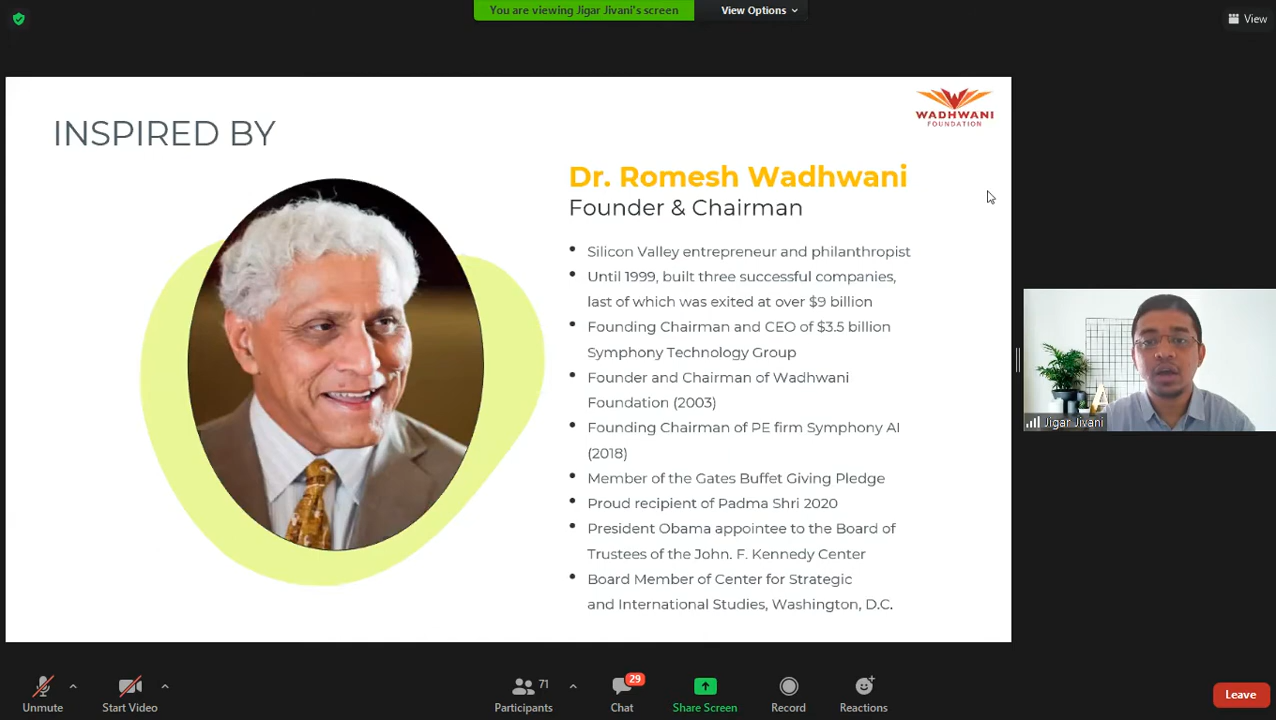 You are viewing Jigar Jivani's screen
View Options
View
WADHWANI
FOUNDATION
INSPIRED BY
Dr. Romesh Wadhwani
Founder & Chairman
• Silicon Valley entrepreneur and philanthropist
• Until 1999, built three successful companies,
last of which was exited at over $9 billion
• Founding Chairman and CEO of $3.5 billion
Symphony Technology Group
• Founder and Chairman of Wadhwani
Foundation (2003)
• Founding Chairman of PE firm Symphony AI
(2018)
• Member of the Gates Buffet Giving Pledge
• Proud recipient of Padma Shri 2020
• President Obama appointee to the Board of
Trustees of the John. F. Kennedy Center
• Board Member of Center for Strategic
and International Studies, Washington, D.C.
Jigar Jivani
Unmute
Start Video
71
Participants
29
Chat
Share Screen
Record
Reactions
Leave